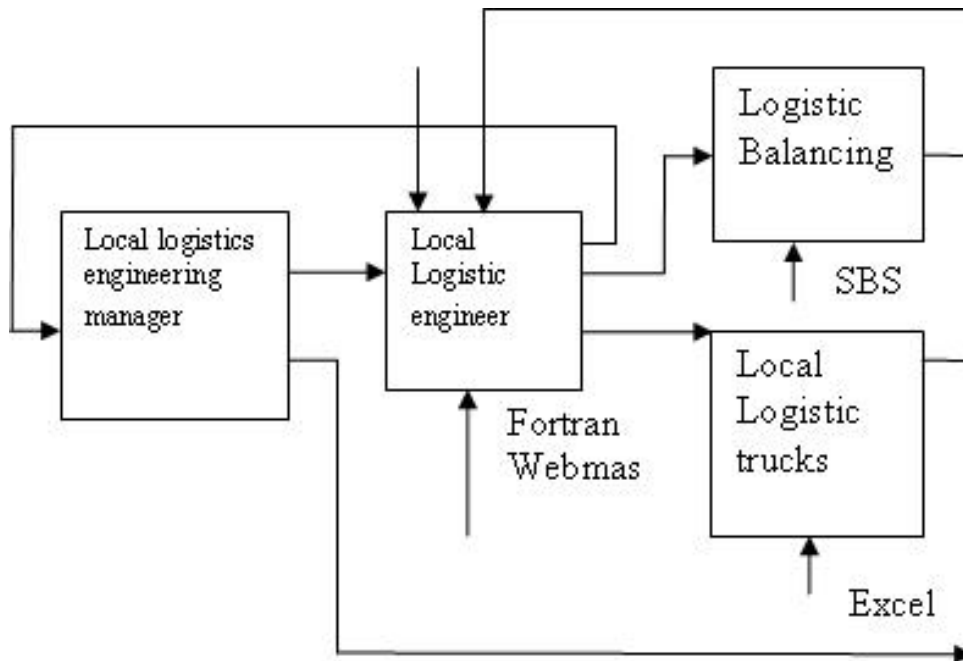 Local logistics
engineering
manager
Local
Logistic
engineer
Fortran
Webmas
Logistic
Balancing
SBS
Local
Logistic
trucks
Excel